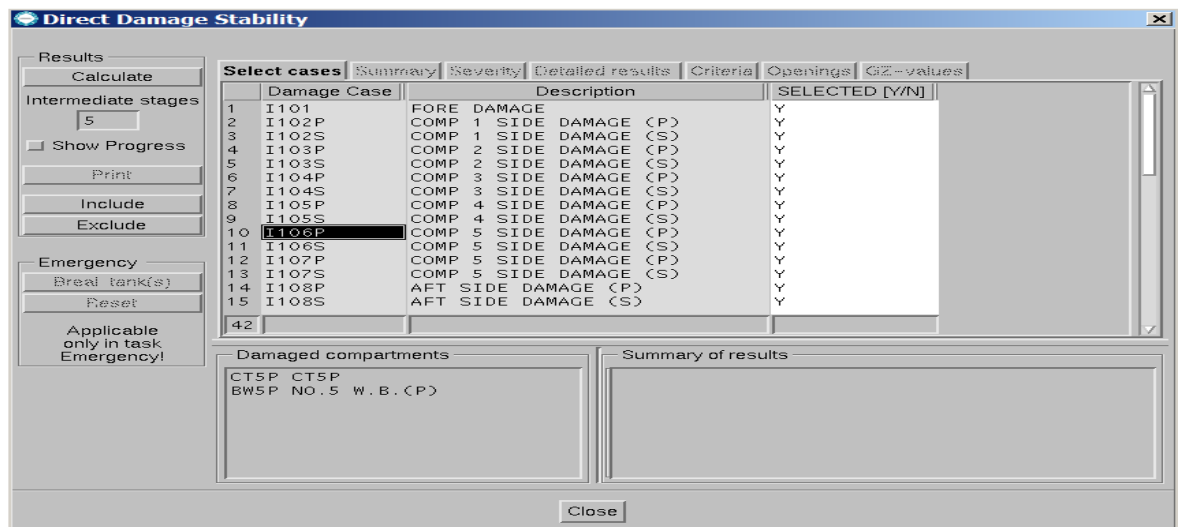 Direct Damage Stability
Results
Calculate
Intermediate stages
5
Show Progress
Print
Include
Exclude
Emergency
Breal tank(s)
Reset
Applicable
only in task
Emergency!
Select cases Summary Severity Detailed results Criteria Openings GZ-values
Damage Case Description SELECTED [Y/N]
1 I101 FORE DAMAGE Y
2 I102P COMP 1 SIDE DAMAGE (P) Y
3 I102S COMP 1 SIDE DAMAGE (S) Y
4 I103P COMP 2 SIDE DAMAGE (P) Y
5 I103S COMP 2 SIDE DAMAGE (S) Y
6 I104P COMP 3 SIDE DAMAGE (P) Y
7 I104S COMP 3 SIDE DAMAGE (S) Y
8 I105P COMP 4 SIDE DAMAGE (P) Y
9 I105S COMP 4 SIDE DAMAGE (S) Y
10 I106P COMP 5 SIDE DAMAGE (P) Y
11 I106S COMP 5 SIDE DAMAGE (S) Y
12 I107P COMP 5 SIDE DAMAGE (P) Y
13 I107S COMP 5 SIDE DAMAGE (S) Y
14 I108P AFT SIDE DAMAGE (P) Y
15 I108S AFT SIDE DAMAGE (S) Y
42
Damaged compartments
CT5P CT5P
BW5P NO.5 W.B.(P)
Summary of results
Close